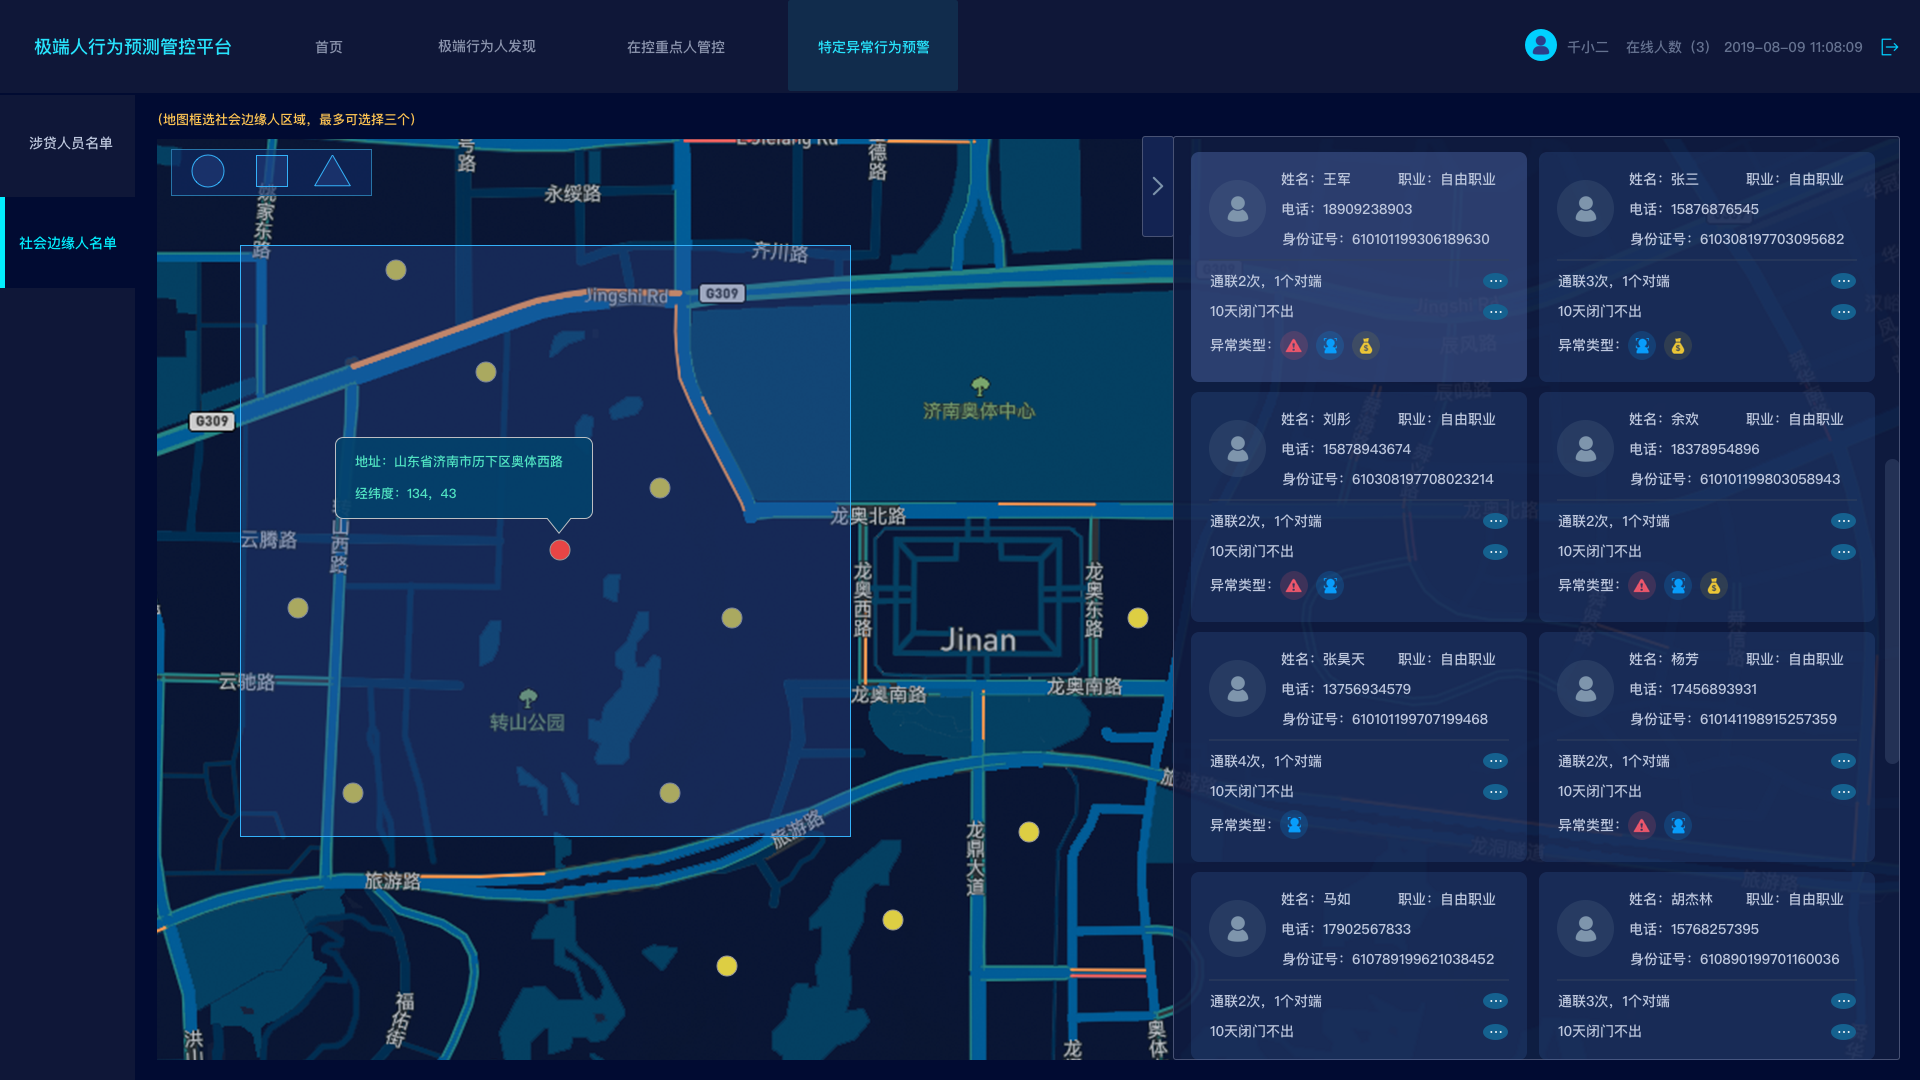 极端人行为预测管控平台
首页
极端行为人发现
在控重点人管控
特定异常行为预警
千小二
在线人数（3）
2019-08-09 11:08:09
涉贷人员名单
社会边缘人名单
(地图框选社会边缘人区域，最多可选择三个)
号路
德路
永绥路
姚家东路
齐川路
Jingshi Rd
G309
G309
济南奥体中心
地址：山东省济南市历下区奥体西路
经纬度：134，43
转山西路
云腾路
龙奥北路
龙奥西路
龙奥东路
Jinan
云驰路
龙奥南路
龙奥南路
转山公园
旅游路
旅游路
龙鼎大道
福佑街
洪山
奥体
姓名：王军 职业：自由职业
电话：18909238903
身份证号：610101199306189630
通联2次，1个对端
10天闭门不出
异常类型：
姓名：张三 职业：自由职业
电话：15876876545
身份证号：610308197703095682
通联3次，1个对端
10天闭门不出
异常类型：
姓名：刘彤 职业：自由职业
电话：15878943674
身份证号：610308197708023214
通联2次，1个对端
10天闭门不出
异常类型：
姓名：余欢 职业：自由职业
电话：18378954896
身份证号：610101199803058943
通联2次，1个对端
10天闭门不出
异常类型：
姓名：张昊天 职业：自由职业
电话：13756934579
身份证号：610101199707199468
通联4次，1个对端
10天闭门不出
异常类型：
姓名：杨芳 职业：自由职业
电话：17456893931
身份证号：610141198915257359
通联2次，1个对端
10天闭门不出
异常类型：
姓名：马如 职业：自由职业
电话：17902567833
身份证号：610789199621038452
通联2次，1个对端
10天闭门不出
姓名：胡杰林 职业：自由职业
电话：15768257395
身份证号：610890199701160036
通联3次，1个对端
10天闭门不出